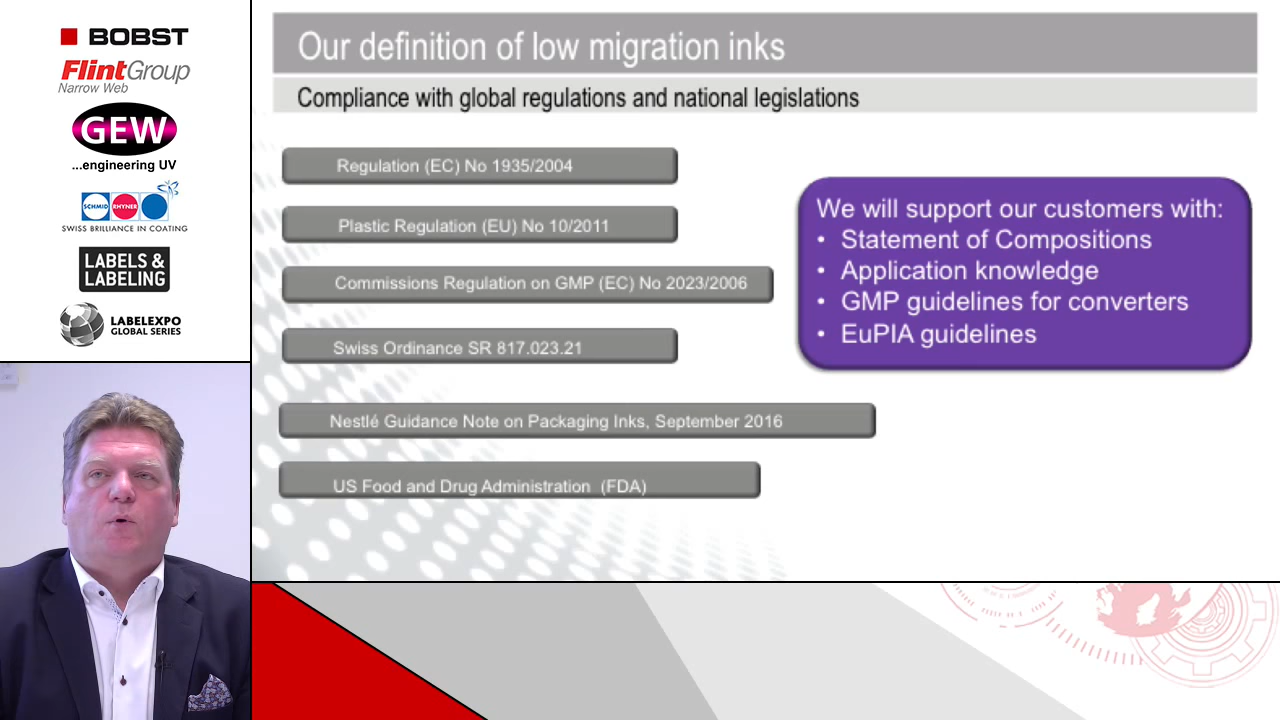 BOBST
FlintGroup
Narrow Web
GEW
...engineering UV
SCHMID
RHYNER
SWISS BRILLIANCE IN COATING
LABELS &
LABELING
LABELEXPO
GLOBAL SERIES
Our definition of low migration inks
Compliance with global regulations and national legislations
Regulation (EC) No 1935/2004
Plastic Regulation (EU) No 10/2011
Commissions Regulation on GMP (EC) No 2023/2006
Swiss Ordinance SR 817.023.21
Nestlé Guidance Note on Packaging Inks, September 2016
US Food and Drug Administration (FDA)
We will support our customers with:
• Statement of Compositions
• Application knowledge
• GMP guidelines for converters
• EuPIA guidelines